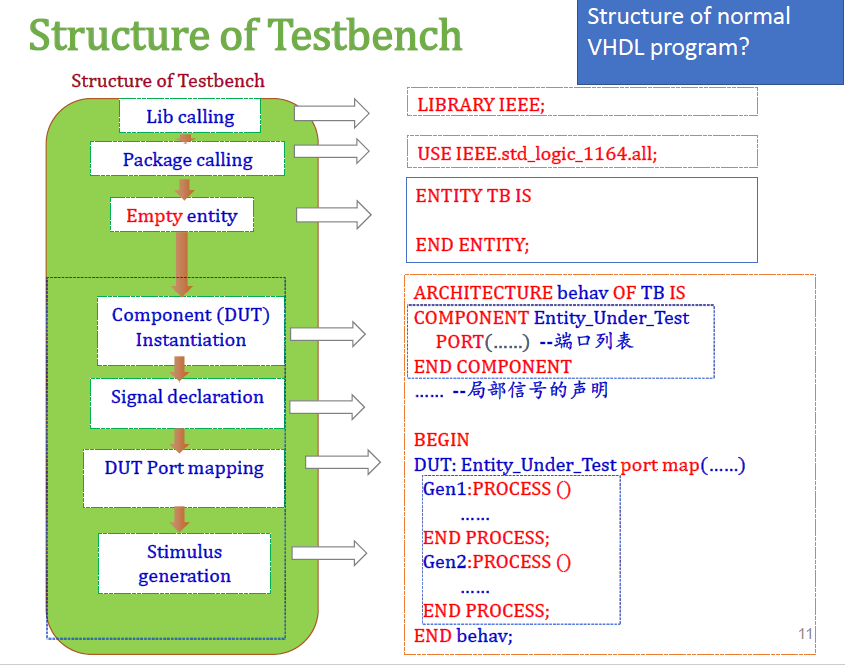 Structure of Testbench
Structure of normal
VHDL program?
Structure of Testbench
Lib calling
Package calling
Empty entity
Component (DUT)
Instantiation
Signal declaration
DUT Port mapping
Stimulus
generation
LIBRARY IEEE;
USE IEEE.std_logic_1164.all;
ENTITY TB IS
END ENTITY;
ARCHITECTURE behav OF TB IS
COMPONENT Entity_Under_Test
PORT(……) --端口列表
END COMPONENT
…… --局部信号的声明
BEGIN
DUT: Entity_Under_Test port map(……)
Gen1:PROCESS ()
……
END PROCESS;
Gen2:PROCESS ()
……
END PROCESS;
END behav;
11